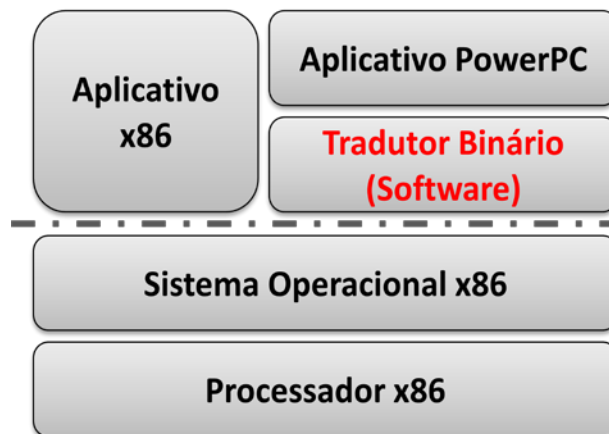 Aplicativo
x86
Aplicativo PowerPC
Tradutor Binário
(Software)
Sistema Operacional x86
Processador x86